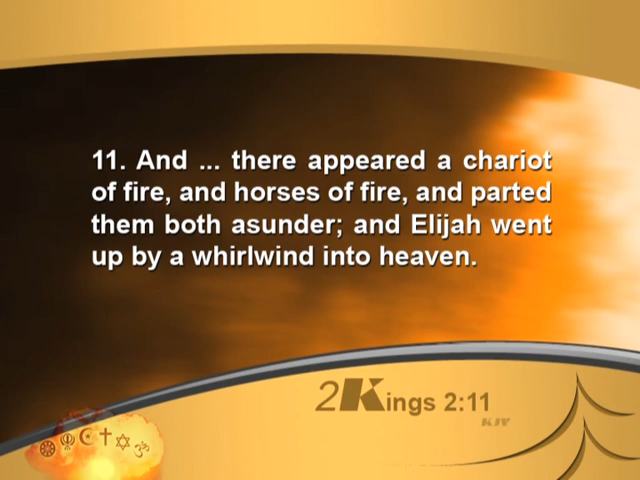 11. And ... there appeared a chariot
of fire, and horses of fire, and parted
them both asunder; and Elijah went
up by a whirlwind into heaven.
2Kings 2:11
KJV